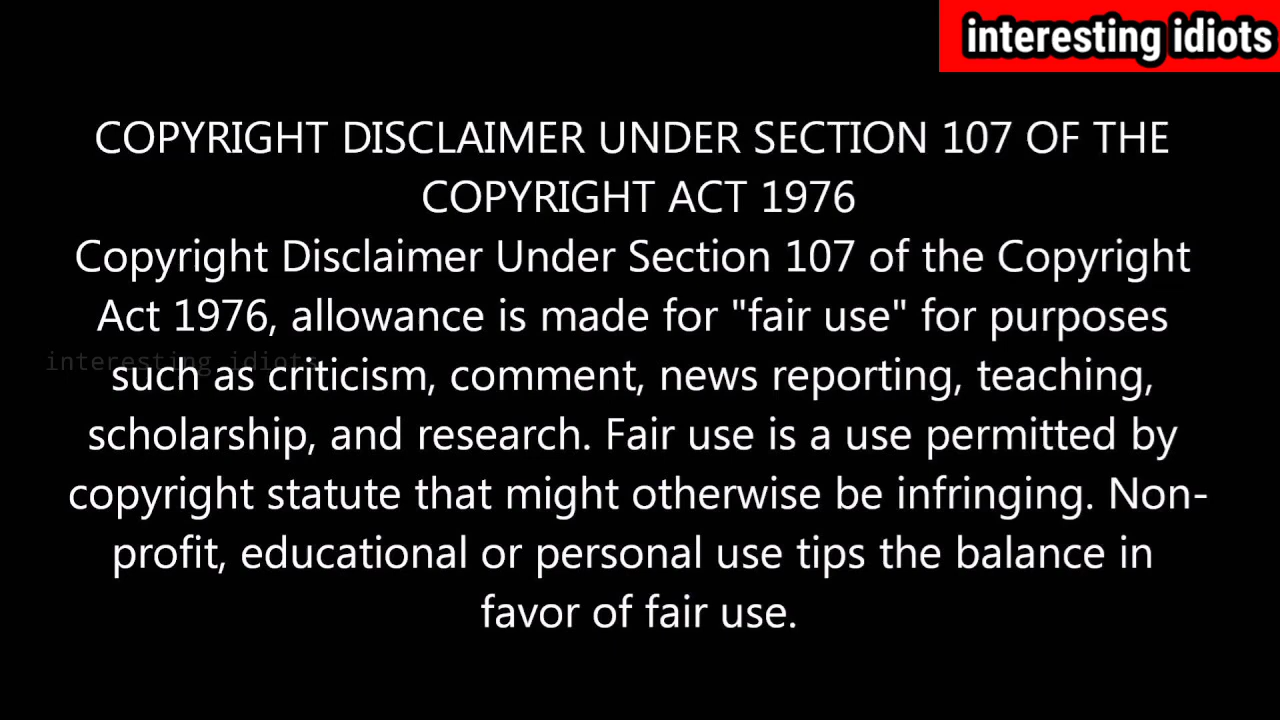 interesting idiots
COPYRIGHT DISCLAIMER UNDER SECTION 107 OF THE
COPYRIGHT ACT 1976
Copyright Disclaimer Under Section 107 of the Copyright
Act 1976, allowance is made for "fair use" for purposes
interesting idiots
such as criticism, comment, news reporting, teaching,
scholarship, and research. Fair use is a use permitted by
copyright statute that might otherwise be infringing. Non-
profit, educational or personal use tips the balance in
favor of fair use.